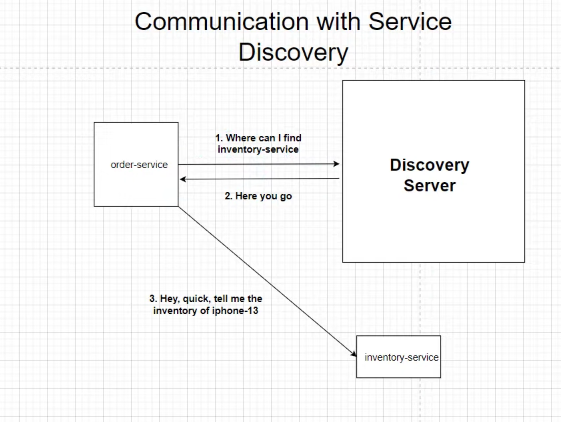 Communication with Service
Discovery
1. Where can I find
inventory-service
order-service
Discovery
Server
2. Here you go
3. Hey, quick, tell me the
inventory of iphone-13
inventory-service